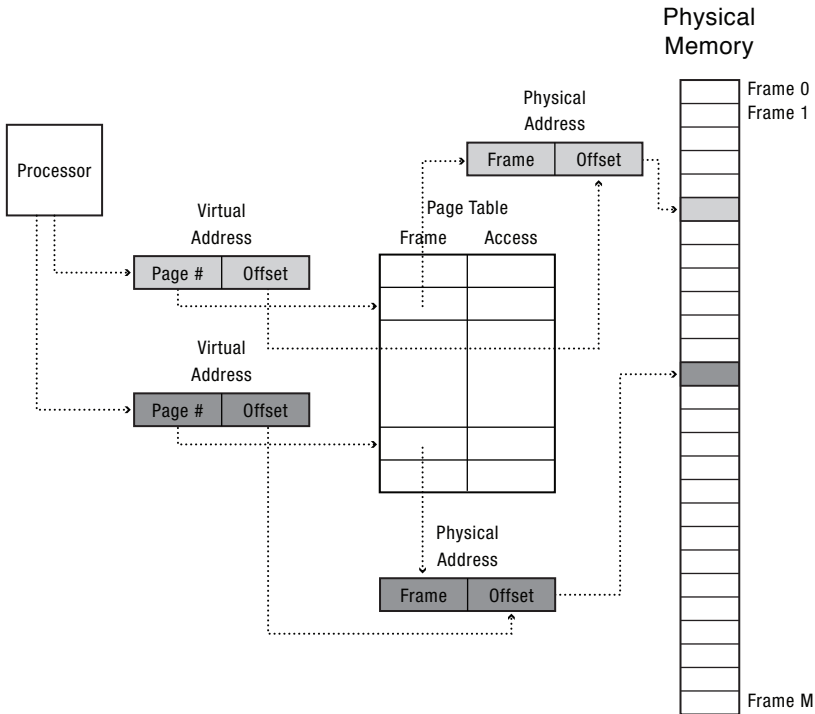 Physical
Memory
Frame 0
Frame 1
Physical
Address
Frame Offset
Processor
Virtual
Address
Page Table
Frame Access
Page # Offset
Virtual
Address
Page # Offset
Physical
Address
Frame Offset
Frame M